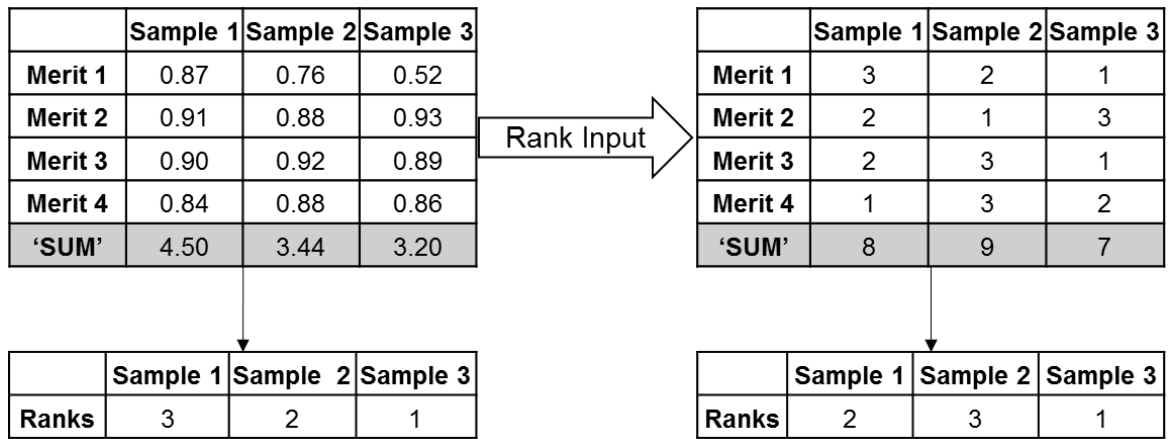 Sample 1 Sample 2 Sample 3
Merit 1 0.87 0.76 0.52
Merit 2 0.91 0.88 0.93
Merit 3 0.90 0.92 0.89
Merit 4 0.84 0.88 0.86
‘SUM’ 4.50 3.44 3.20
Rank Input
Sample 1 Sample 2 Sample 3
Merit 1 3 2 1
Merit 2 2 1 3
Merit 3 2 3 1
Merit 4 1 3 2
‘SUM’ 8 9 7
Sample 1 Sample 2 Sample 3
Ranks 3 2 1
Sample 1 Sample 2 Sample 3
Ranks 2 3 1